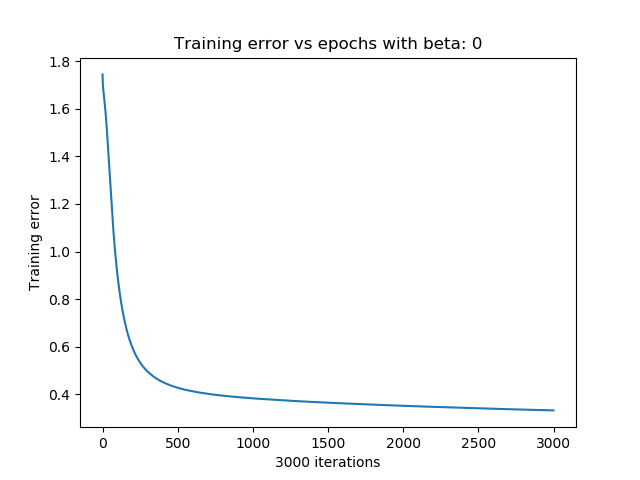 Training error vs epochs with beta: 0
1.8
1.6
1.4
1.2
1.0
0.8
0.6
0.4
Training error
0 500 1000 1500 2000 2500 3000
3000 iterations